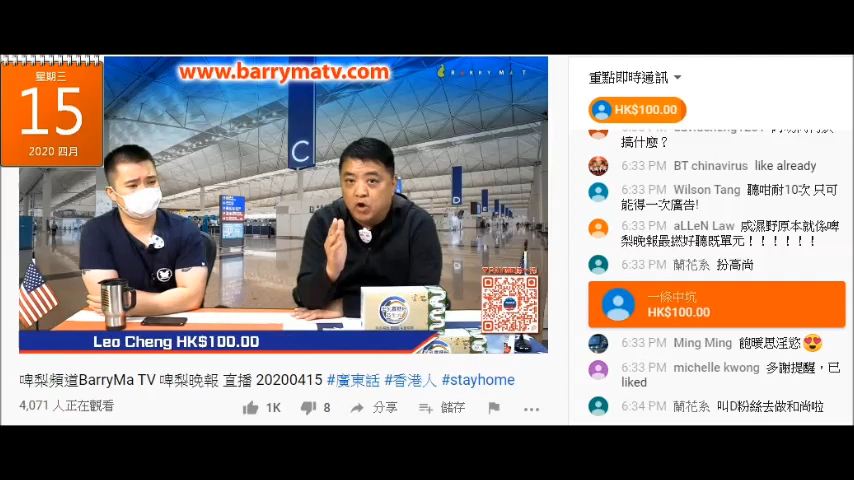 星期三
15
2020 四月
www.barrymatv.com
BARRYMAT
C
D
Leo Cheng HK$100.00
啤梨頻道BarryMa TV 啤梨晚報 直播 20200415 #廣東話 #香港人 #stayhome
4,071 人正在觀看
1K
8
分享
儲存
重點即時通訊
HK$100.00
搞什麼？
6:33 PM BT chinavirus like already
6:33 PM Wilson Tang 聽咁耐10次 只可
能得一次廣告!
6:33 PM aLLeN Law 咸濕野原本就係啤
梨晚報最撚好聽既單元！！！！！！
6:33 PM 蘭花系 扮高尚
一條中坑
HK$100.00
6:33 PM Ming Ming 飽暖思淫慾😍
6:33 PM michelle kwong 多謝提醒，已
liked
6:34 PM 蘭花系 叫D粉絲去做和尚啦